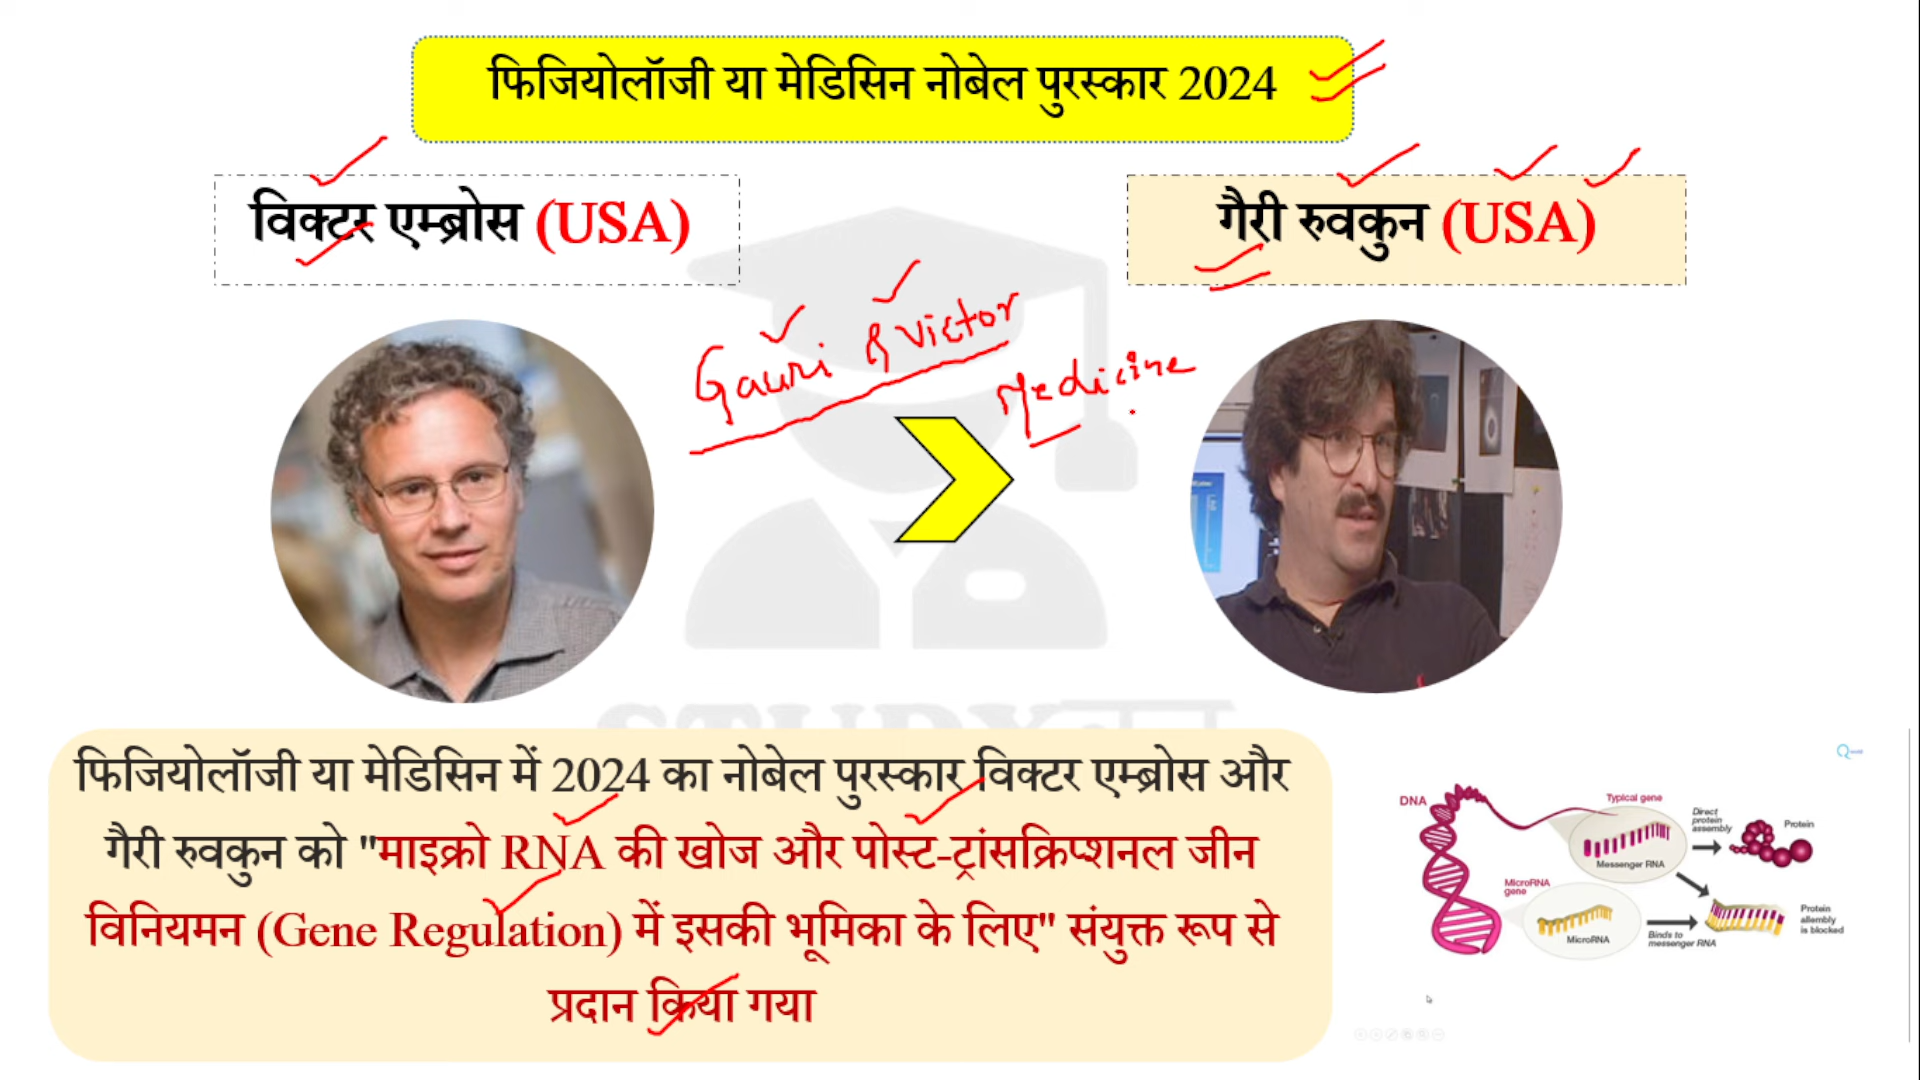 फिजियोलॉजी या मेडिसिन नोबेल पुरस्कार 2024
विक्टर एम्ब्रोस (USA)
गैरी रुवकुन (USA)
Gauri & Victor
Medicine
फिजियोलॉजी या मेडिसिन में 2024 का नोबेल पुरस्कार विक्टर एम्ब्रोस और
गैरी रुवकुन को "माइक्रो RNA की खोज और पोस्ट-ट्रांसक्रिप्शनल जीन
विनियमन (Gene Regulation) में इसकी भूमिका के लिए" संयुक्त रूप से
प्रदान किया गया
DNA
Typical gene
Messenger RNA
Direct
protein
assembly
Protein
MicroRNA
gene
MicroRNA
Binds to
messenger RNA
Protein
allembly
is blocked